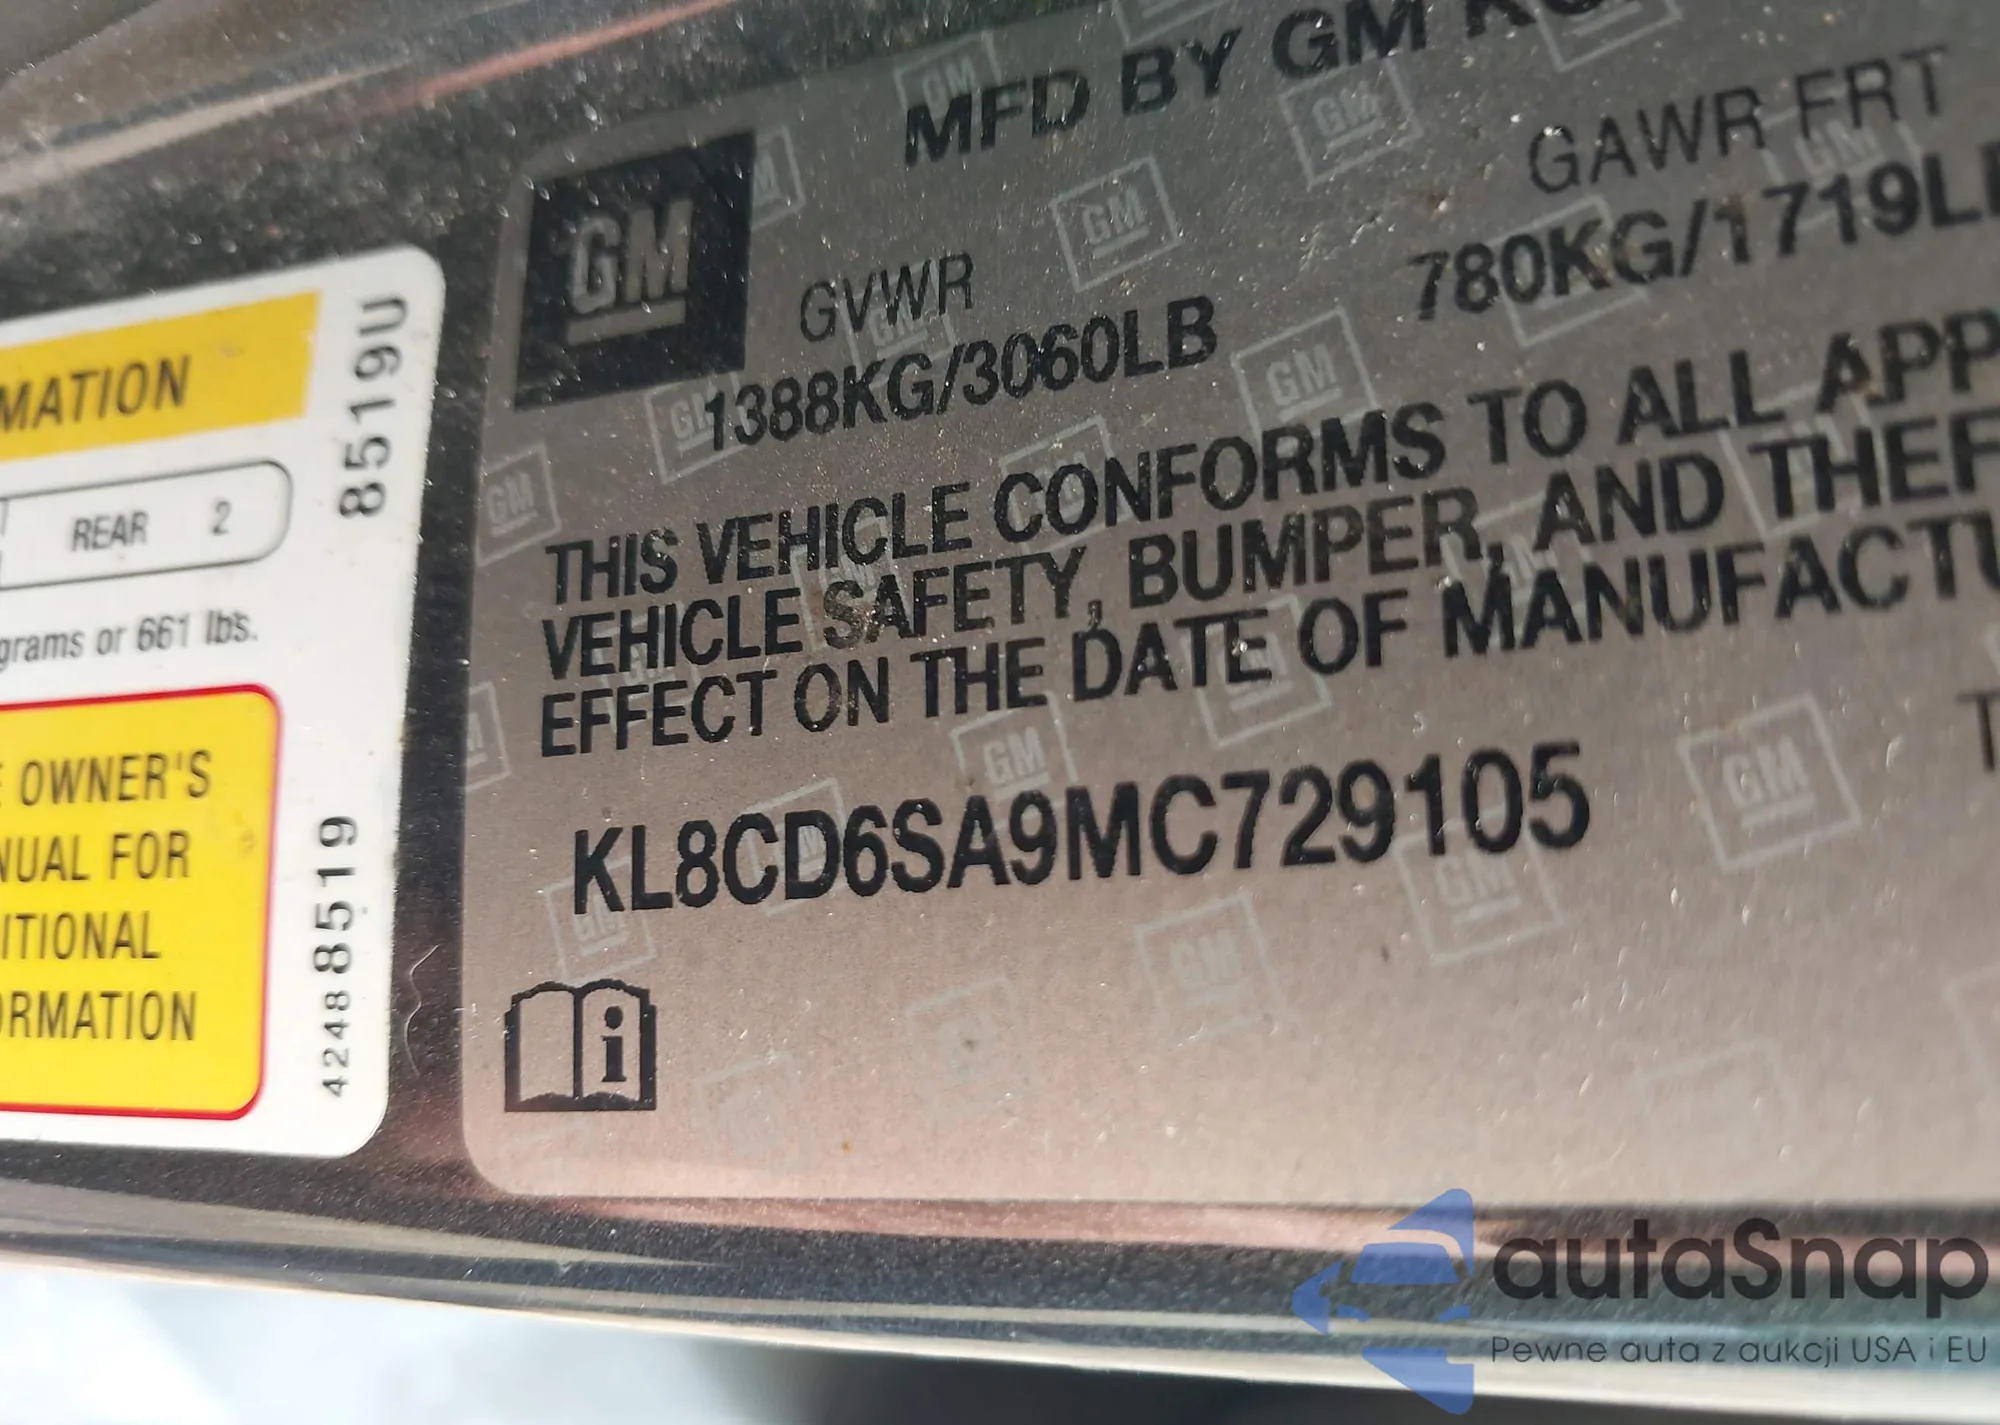 MATION
REAR 2
grams or 661 lbs.
OWNER'S
NUAL FOR
ITIONAL
ORMATION
8519U
42488519
GM
MFD BY GM KO
GVWR
1388KG/3060LB
GAWR FRT
780KG/1719LB
THIS VEHICLE CONFORMS TO ALL APP
VEHICLE SAFETY, BUMPER, AND THEF
EFFECT ON THE DATE OF MANUFACTU
KL8CD6SA9MC729105
T
i
autaSnap
Pewne auta z aukcji USA i EU